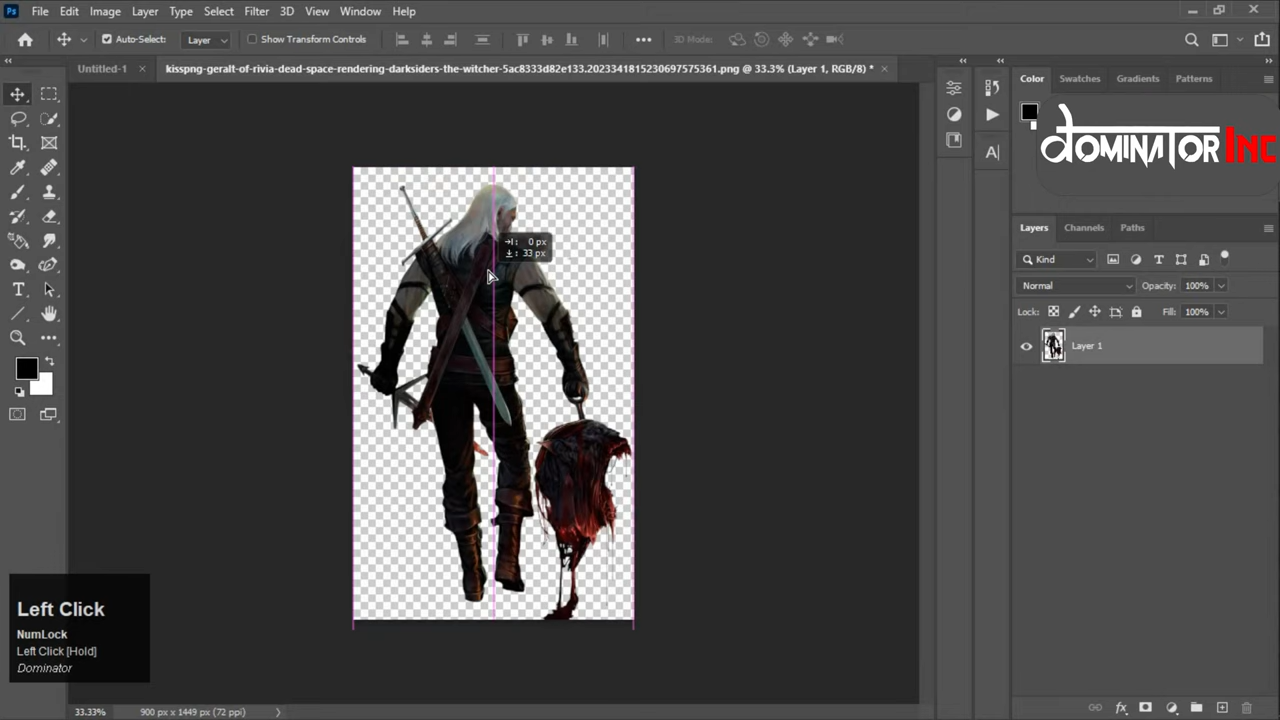 Ps File Edit Image Layer Type Select Filter 3D View Window Help
Auto-Select: Layer Show Transform Controls 3D Mode:
Untitled-1 × kisspng-geralt-of-rivia-dead-space-rendering-darksiders-the-witcher-5ac8333d82e133.2023341815230697575361.png @ 33.3% (Layer 1, RGB/8) * ×
Color Swatches Gradients Patterns
DOMINATOR Inc
Layers Channels Paths
Kind
Normal Opacity: 100%
Lock: Fill: 100%
Layer 1
A|
T
: 0 px
: 33 px
Left Click
NumLock
Left Click [Hold]
Dominator
33.33% 900 px x 1449 px (72 ppi)
fx